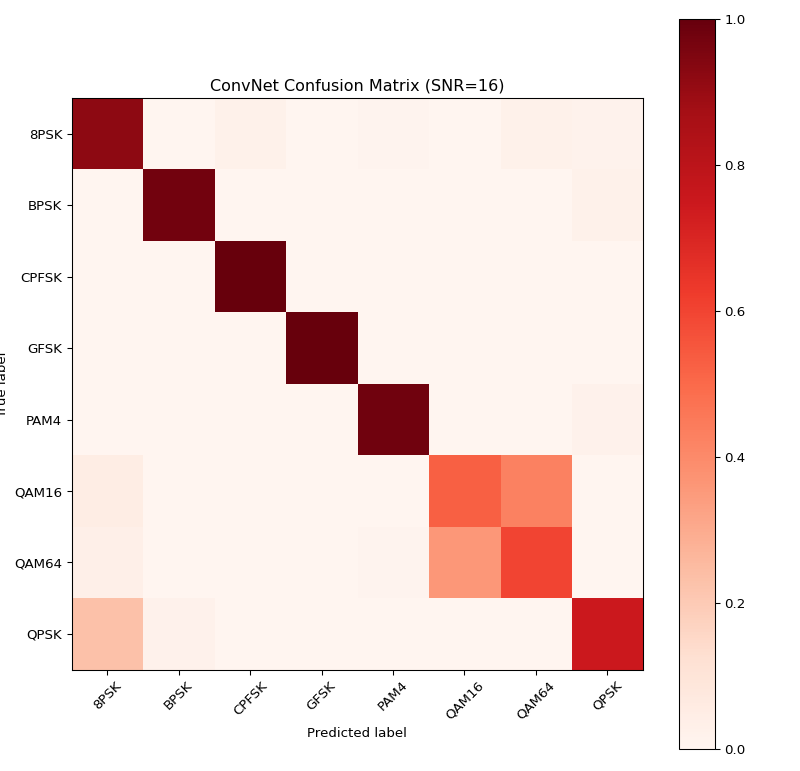 ConvNet Confusion Matrix (SNR=16)
1.0
0.8
0.6
0.4
0.2
0.0
8PSK
BPSK
CPFSK
GFSK
PAM4
QAM16
QAM64
QPSK
True label
8PSK
BPSK
CPFSK
GFSK
PAM4
QAM16
QAM64
QPSK
Predicted label